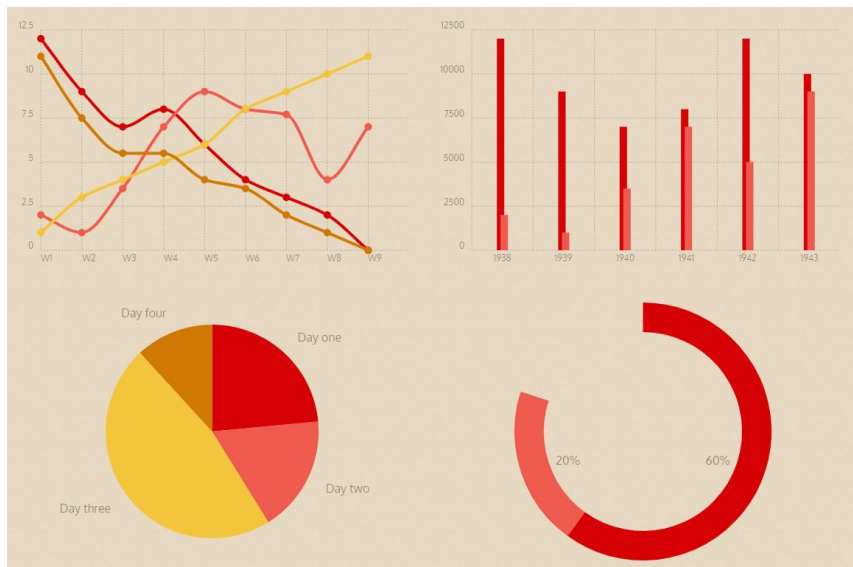 12.5
10
7.5
5
2.5
0
W1 W2 W3 W4 W5 W6 W7 W8 W9
12500
10000
7500
5000
2500
0
1938 1939 1940 1941 1942 1943
Day four
Day one
Day two
Day three
20% 60%